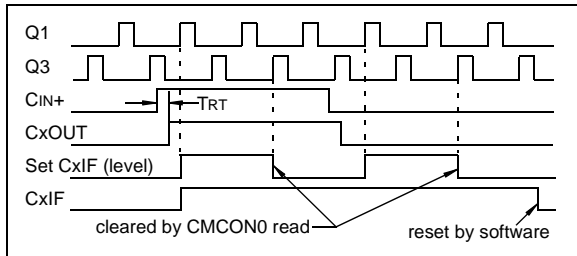 Q1
Q3
CIN+
TRT
CxOUT
Set CxIF (level)
CxIF
cleared by CMCON0 read
reset by software